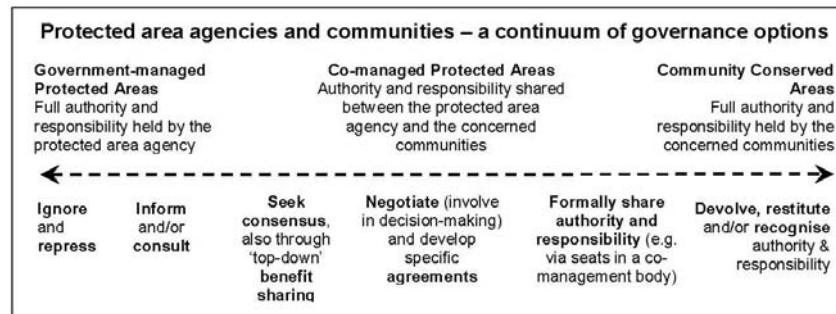 Protected area agencies and communities – a continuum of governance options
Government-managed
Protected Areas
Full authority and
responsibility held by the
protected area agency
Co-managed Protected Areas
Authority and responsibility shared
between the protected area
agency and the concerned
communities
Community Conserved
Areas
Full authority and
responsibility held by the
concerned communities
Ignore
and
repress
Inform
and/or
consult
Seek
consensus,
also through
‘top-down’
benefit
sharing
Negotiate (involve
in decision-making)
and develop
specific
agreements
Formally share
authority and
responsibility (e.g.
via seats in a co-
management body)
Devolve, restitute
and/or recognise
authority &
responsibility